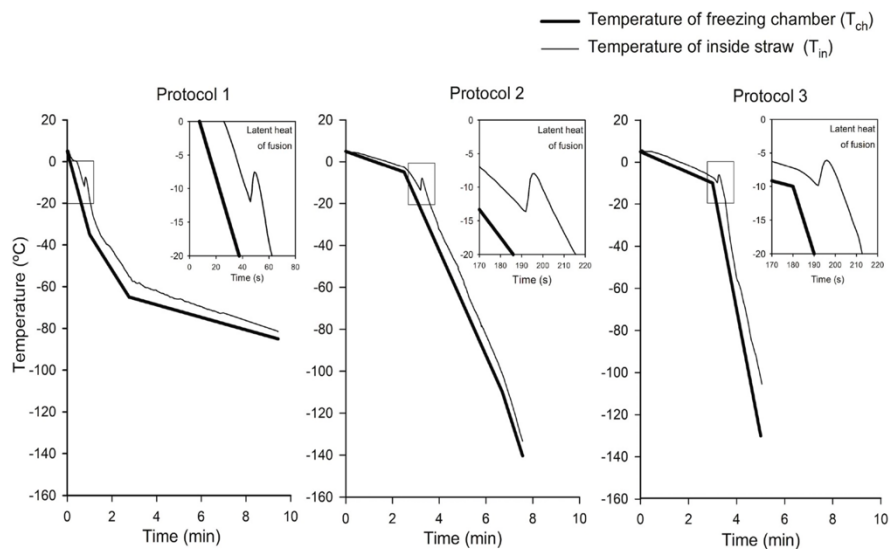 Temperature of freezing chamber (Tch)
Temperature of inside straw (Tin)
Protocol 1
Protocol 2
Protocol 3
Temperature (ºC)
20
0
-20
-40
-60
-80
-100
-120
-140
-160
0 2 4 6 8 10
Time (min)
Latent heat
of fusion
0
-5
-10
-15
-20
0 20 40 60 80
Time (s)
20
0
-20
-40
-60
-80
-100
-120
-140
-160
0 2 4 6 8 10
Time (min)
Latent heat
of fusion
0
-5
-10
-15
-20
170 180 190 200 210 220
Time (s)
20
0
-20
-40
-60
-80
-100
-120
-140
-160
0 2 4 6 8 10
Time (min)
Latent heat
of fusion
0
-5
-10
-15
-20
170 180 190 200 210 220
Time (s)